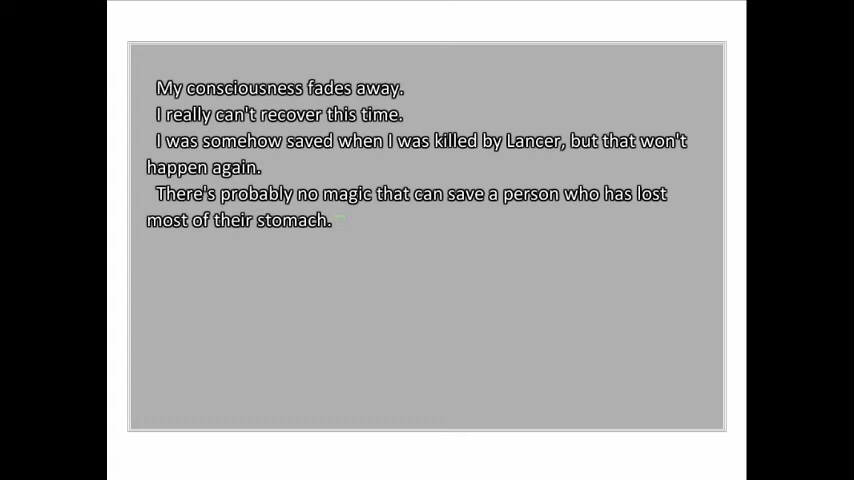 My consciousness fades away.
I really can't recover this time.
I was somehow saved when I was killed by Lancer, but that won't
happen again.
There's probably no magic that can save a person who has lost
most of their stomach.